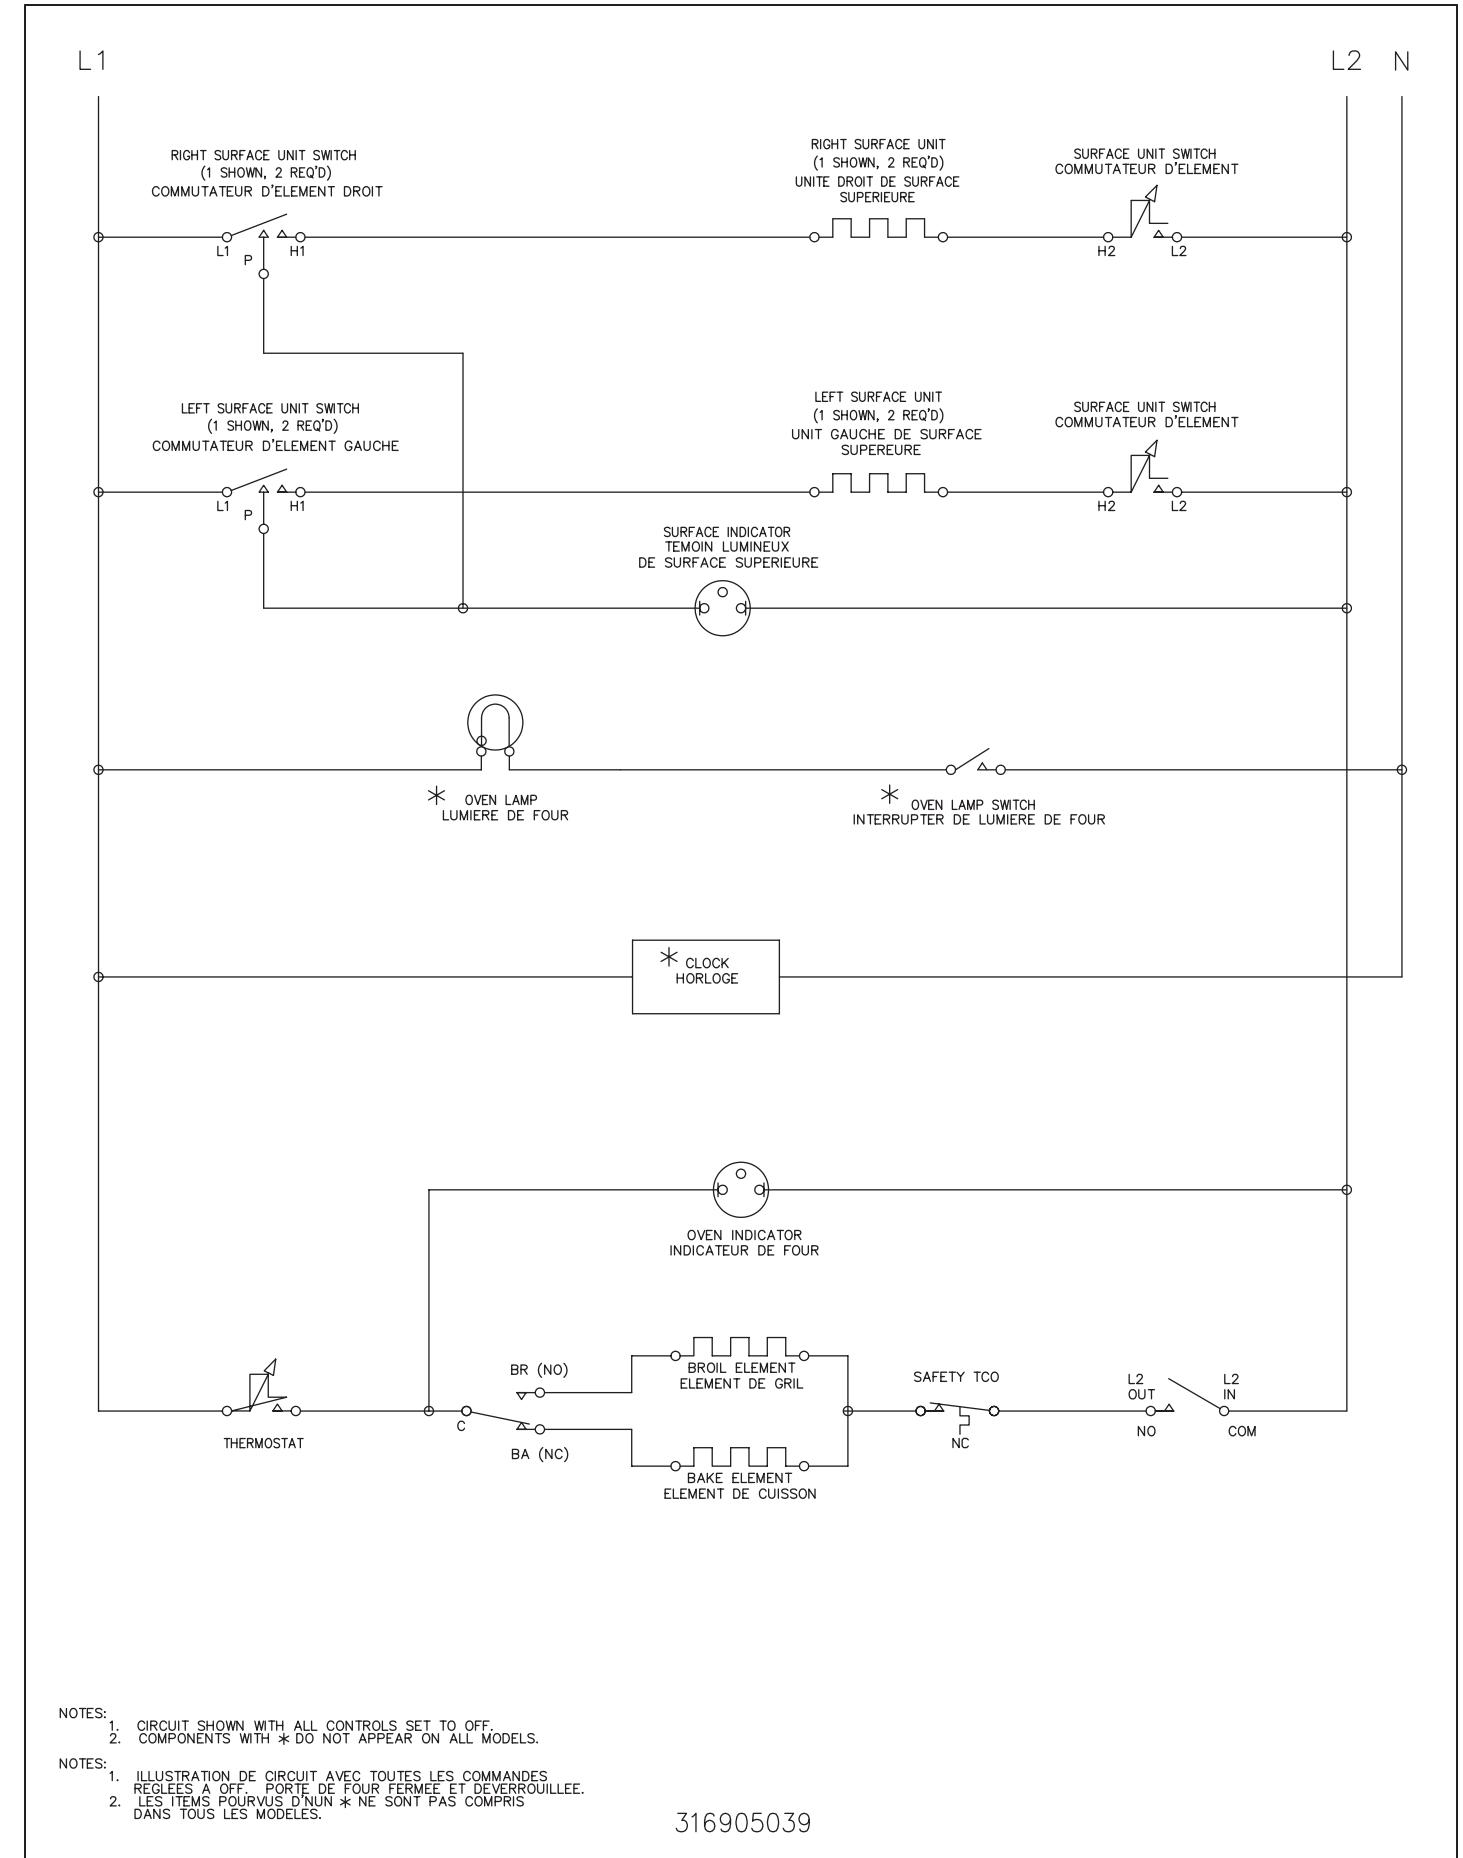 L1
L2 N
RIGHT SURFACE UNIT SWITCH
(1 SHOWN, 2 REQ'D)
COMMUTATEUR D'ELEMENT DROIT
RIGHT SURFACE UNIT
(1 SHOWN, 2 REQ'D)
UNITE DROIT DE SURFACE
SUPERIEURE
SURFACE UNIT SWITCH
COMMUTATEUR D'ELEMENT
L1
P
H1
H2
L2
LEFT SURFACE UNIT SWITCH
(1 SHOWN, 2 REQ'D)
COMMUTATEUR D'ELEMENT GAUCHE
LEFT SURFACE UNIT
(1 SHOWN, 2 REQ'D)
UNIT GAUCHE DE SURFACE
SUPEREURE
SURFACE UNIT SWITCH
COMMUTATEUR D'ELEMENT
L1
P
H1
H2
L2
SURFACE INDICATOR
TEMOIN LUMINEUX
DE SURFACE SUPERIEURE
* OVEN LAMP
LUMIERE DE FOUR
* OVEN LAMP SWITCH
INTERRUPTER DE LUMIERE DE FOUR
* CLOCK
HORLOGE
OVEN INDICATOR
INDICATEUR DE FOUR
THERMOSTAT
C
BR (NO)
BA (NC)
BROIL ELEMENT
ELEMENT DE GRIL
BAKE ELEMENT
ELEMENT DE CUISSON
SAFETY TCO
NC
L2
OUT
NO
L2
IN
COM
NOTES:
1. CIRCUIT SHOWN WITH ALL CONTROLS SET TO OFF.
2. COMPONENTS WITH * DO NOT APPEAR ON ALL MODELS.
NOTES:
1. ILLUSTRATION DE CIRCUIT AVEC TOUTES LES COMMANDES
REGLEES A OFF. PORTE DE FOUR FERMEE ET DEVERROUILLEE.
2. LES ITEMS POURVUS D'NUN * NE SONT PAS COMPRIS
DANS TOUS LES MODELES.
316905039